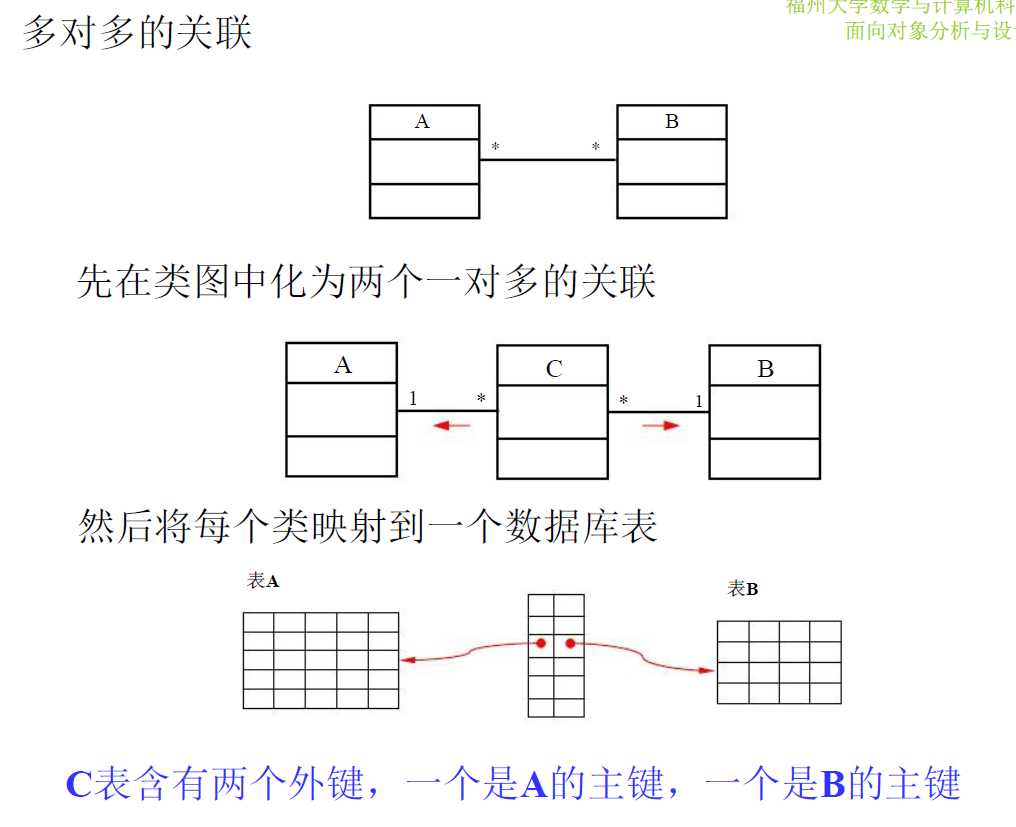 福州大学数学与计算机科
面向对象分析与设
多对多的关联
A
B
*
*
先在类图中化为两个一对多的关联
A
C
B
1
*
*
1
然后将每个类映射到一个数据库表
表A
表B
C表含有两个外键，一个是A的主键，一个是B的主键